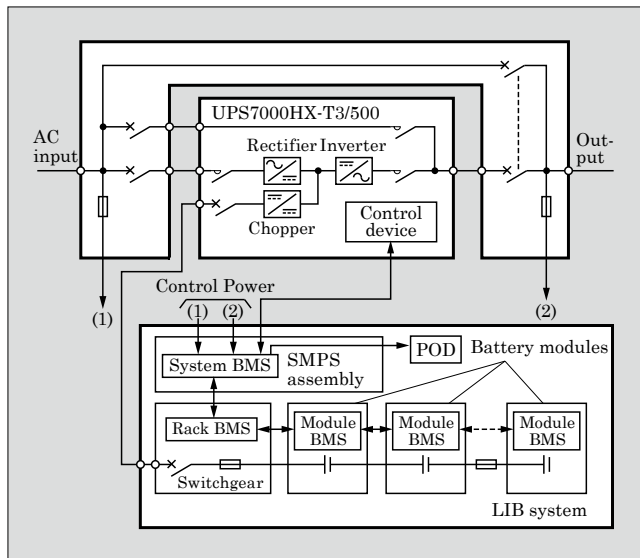 UPS7000HX-T3/500
AC
input
Out-
put
Rectifier Inverter
Chopper
Control
device
(1)
Control Power
(1) (2)
(2)
System BMS
SMPS
assembly
POD
Battery modules
Rack BMS
Module
BMS
Module
BMS
Module
BMS
Switchgear
LIB system